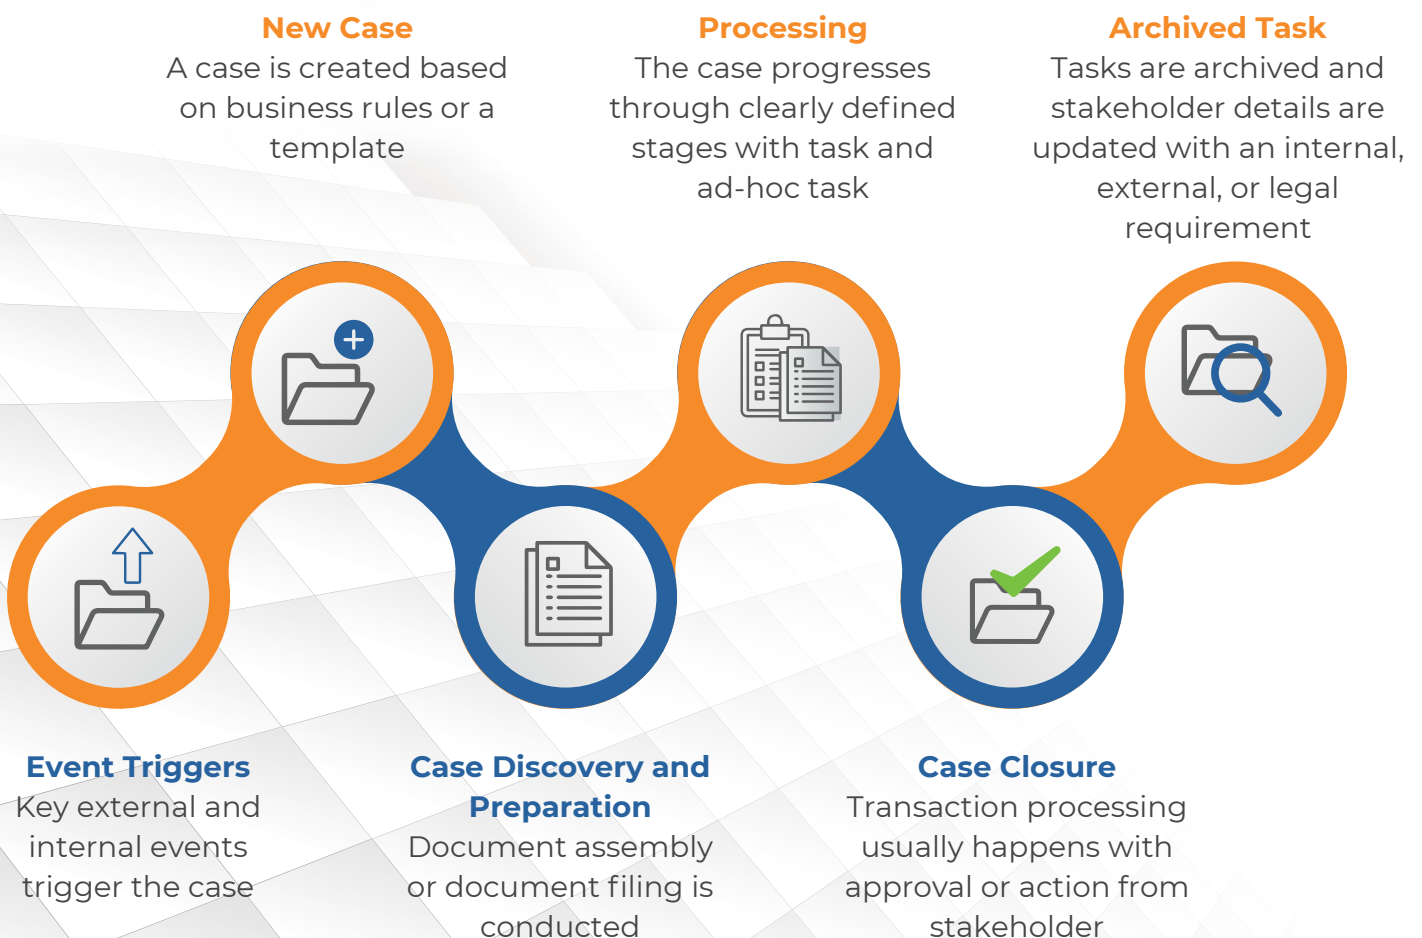 New Case
A case is created based
on business rules or a
template
Processing
The case progresses
through clearly defined
stages with task and
ad-hoc task
Archived Task
Tasks are archived and
stakeholder details are
updated with an internal,
external, or legal
requirement
Event Triggers
Key external and
internal events
trigger the case
Case Discovery and
Preparation
Document assembly
or document filing is
conducted
Case Closure
Transaction processing
usually happens with
approval or action from
stakeholder